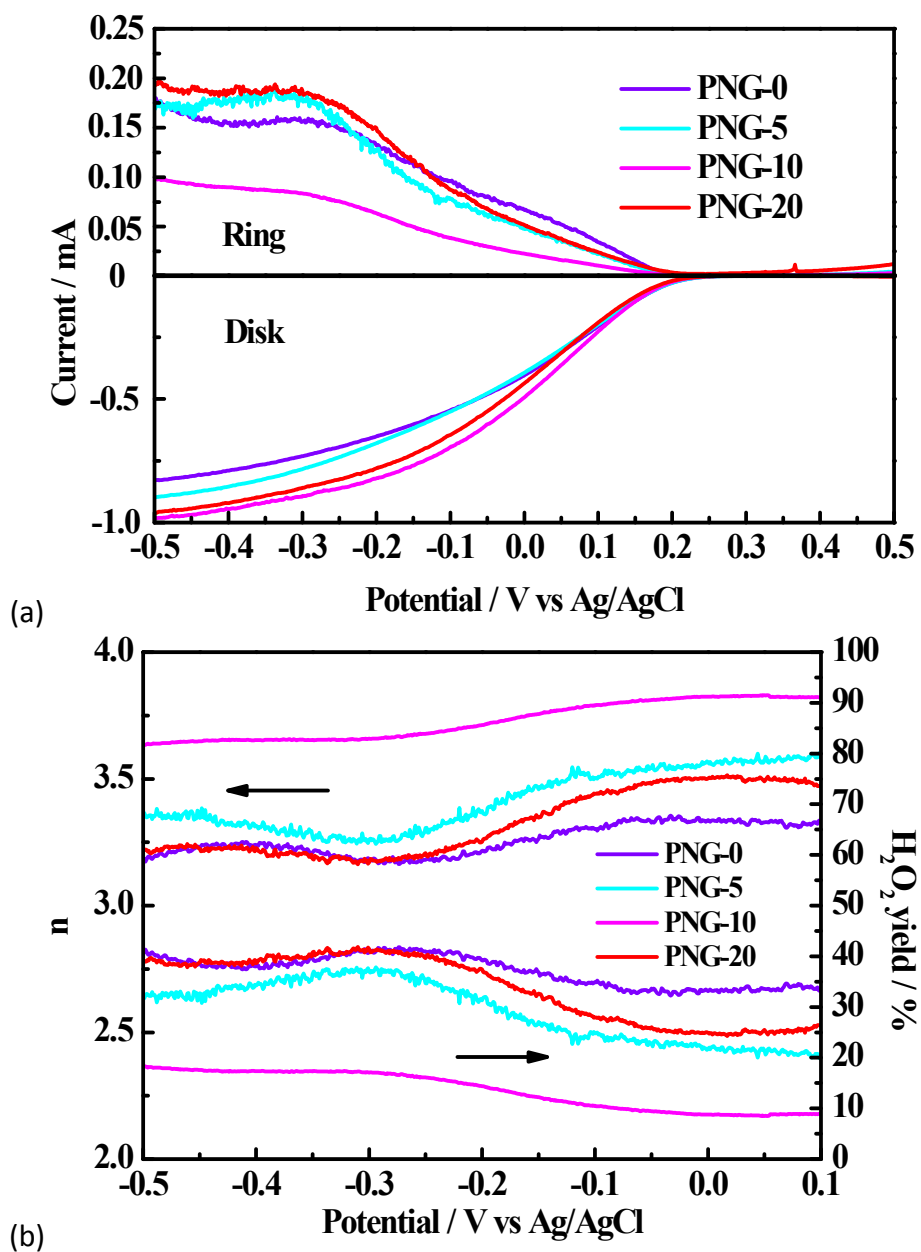 0.25
0.20
0.15
0.10
0.05
0
-0.5
-1.0
Current / mA
PNG-0
PNG-5
PNG-10
PNG-20
Ring
Disk
-0.5 -0.4 -0.3 -0.2 -0.1 0.0 0.1 0.2 0.3 0.4 0.5
Potential / V vs Ag/AgCl
(a)
4.0
3.5
3.0
2.5
2.0
n
100
90
80
70
60
50
40
30
20
10
0
H₂O₂ yield / %
PNG-0
PNG-5
PNG-10
PNG-20
-0.5 -0.4 -0.3 -0.2 -0.1 0.0 0.1
Potential / V vs Ag/AgCl
(b)